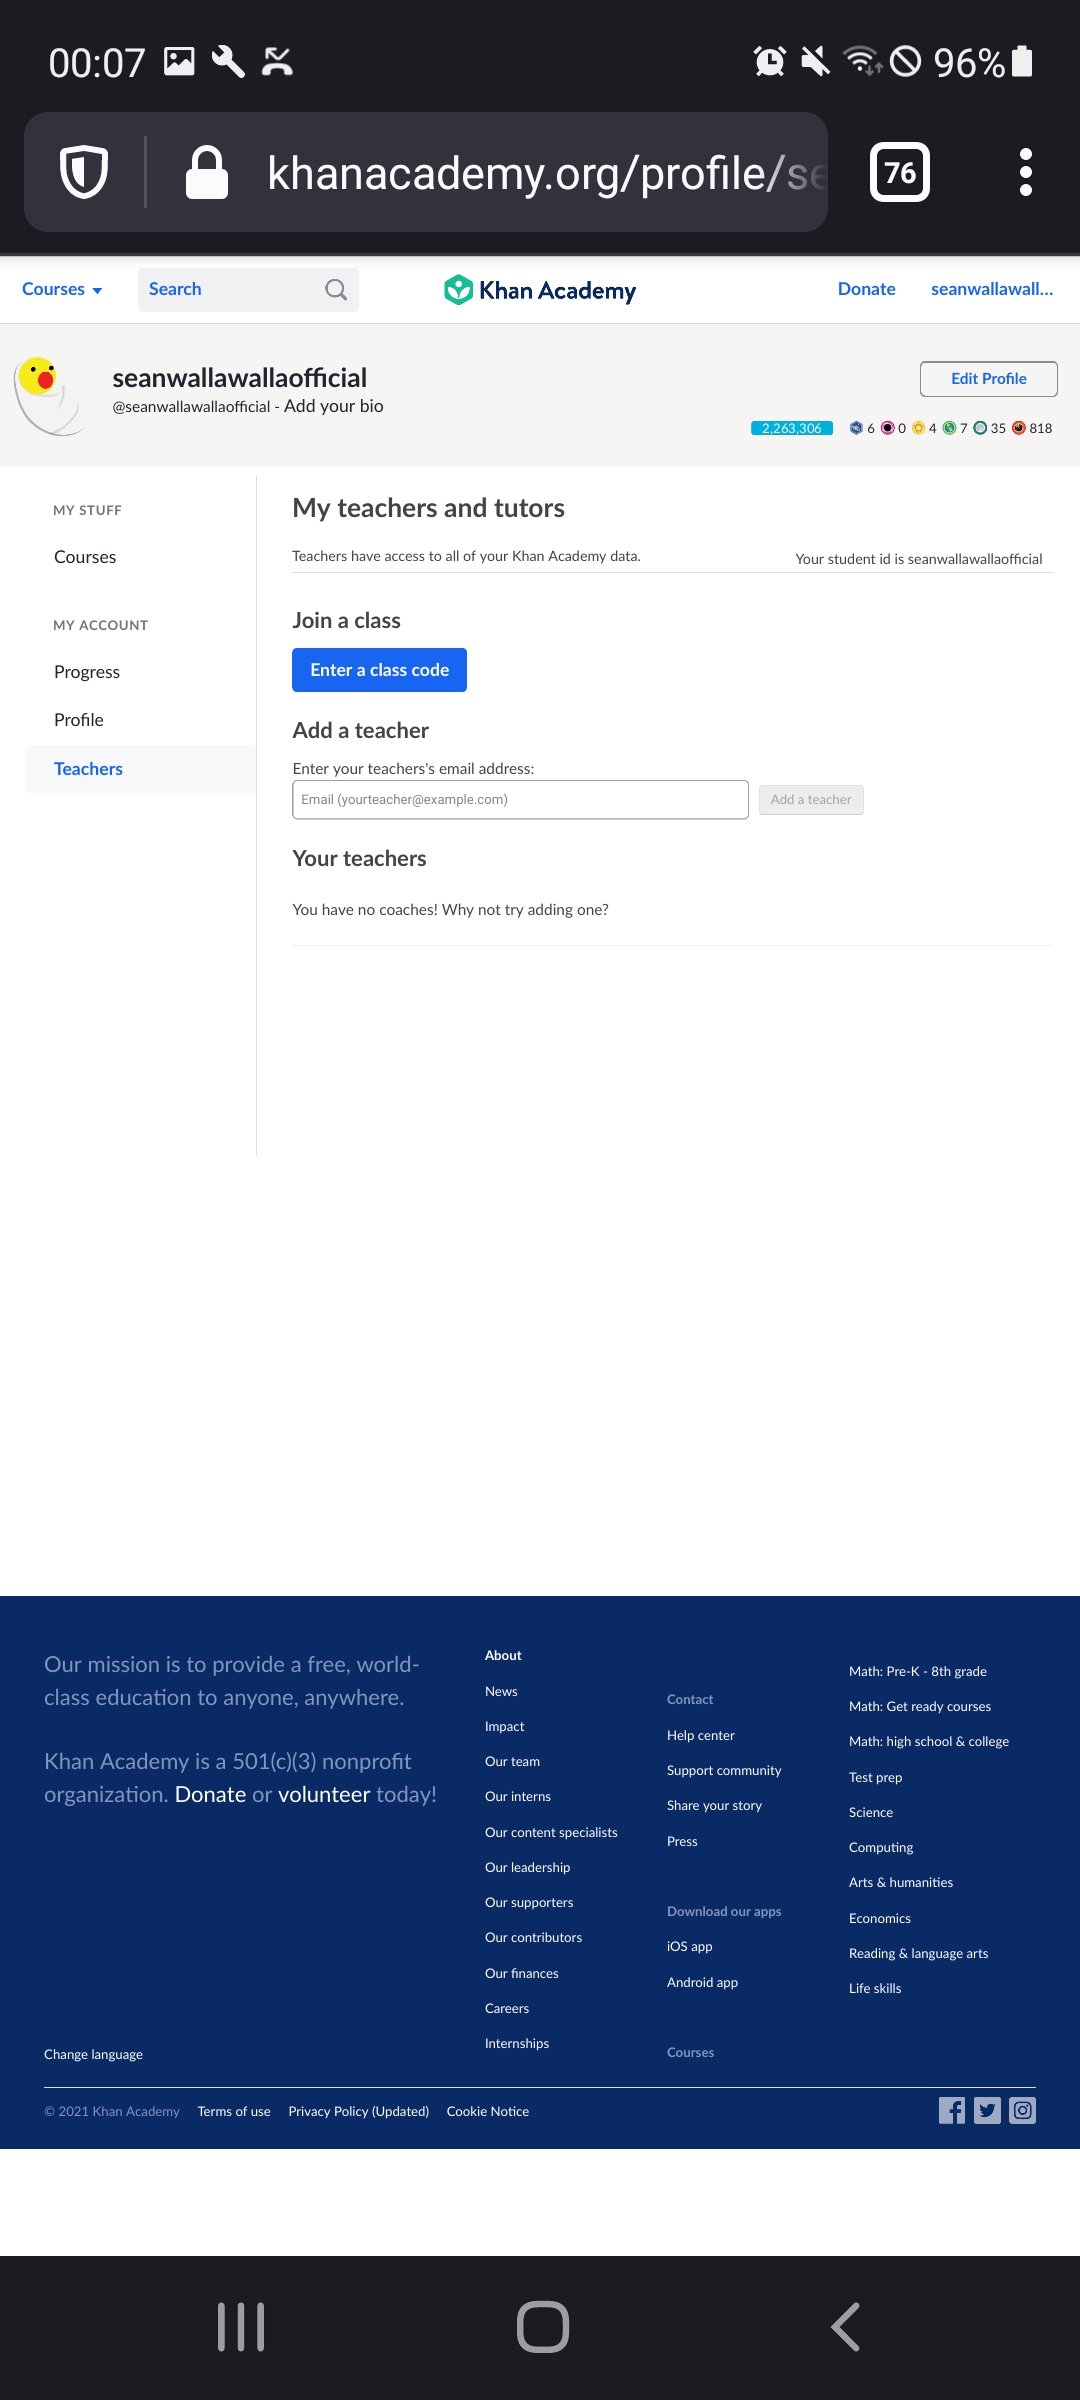 00:07
96%
khanacademy.org/profile/se
76
Courses
Search
Khan Academy
Donate
seanwallawall...
seanwallawallaofficial
@seanwallawallaofficial - Add your bio
Edit Profile
2,263,306 6 0 4 7 35 818
MY STUFF
Courses
MY ACCOUNT
Progress
Profile
Teachers
My teachers and tutors
Teachers have access to all of your Khan Academy data.
Your student id is seanwallawallaofficial
Join a class
Enter a class code
Add a teacher
Enter your teachers's email address:
Email (yourteacher@example.com)
Add a teacher
Your teachers
You have no coaches! Why not try adding one?
Our mission is to provide a free, world-
class education to anyone, anywhere.
Khan Academy is a 501(c)(3) nonprofit
organization. Donate or volunteer today!
Change language
About
News
Impact
Our team
Our interns
Our content specialists
Our leadership
Our supporters
Our contributors
Our finances
Careers
Internships
Contact
Help center
Support community
Share your story
Press
Download our apps
iOS app
Android app
Courses
Math: Pre-K - 8th grade
Math: Get ready courses
Math: high school & college
Test prep
Science
Computing
Arts & humanities
Economics
Reading & language arts
Life skills
© 2021 Khan Academy
Terms of use
Privacy Policy (Updated)
Cookie Notice